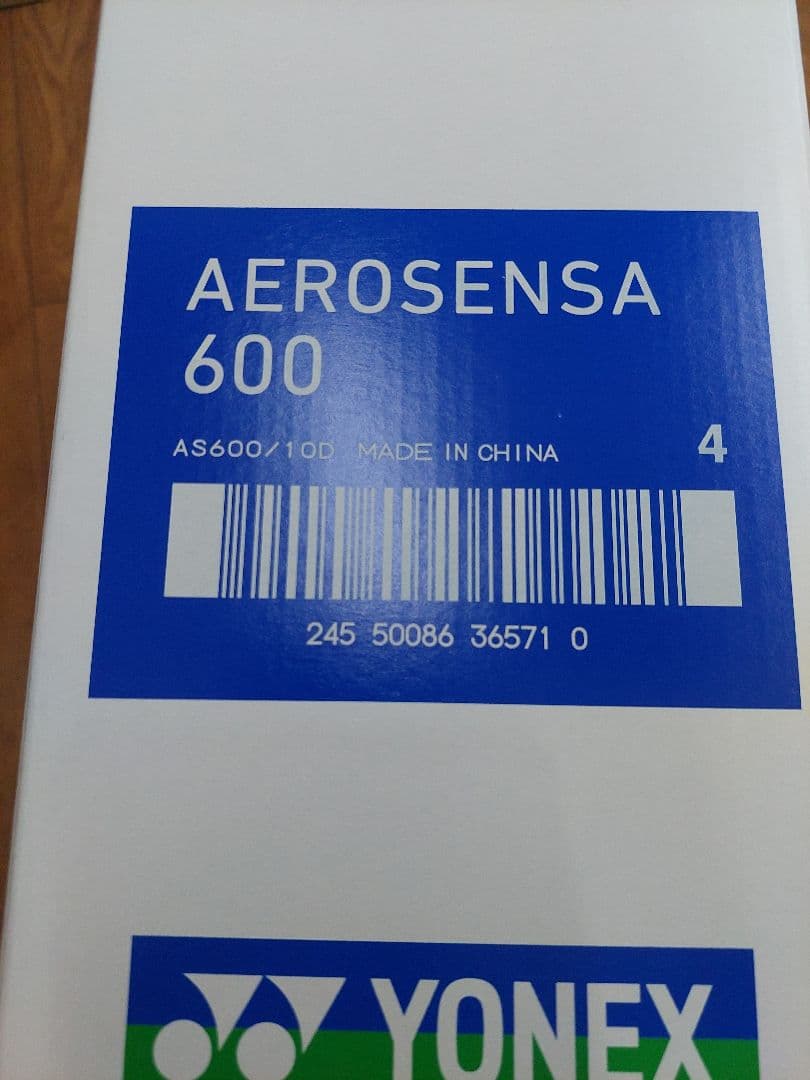 AEROSENSA
600
AS600/10D MADE IN CHINA 4
245 50086 36571 0
YONEX